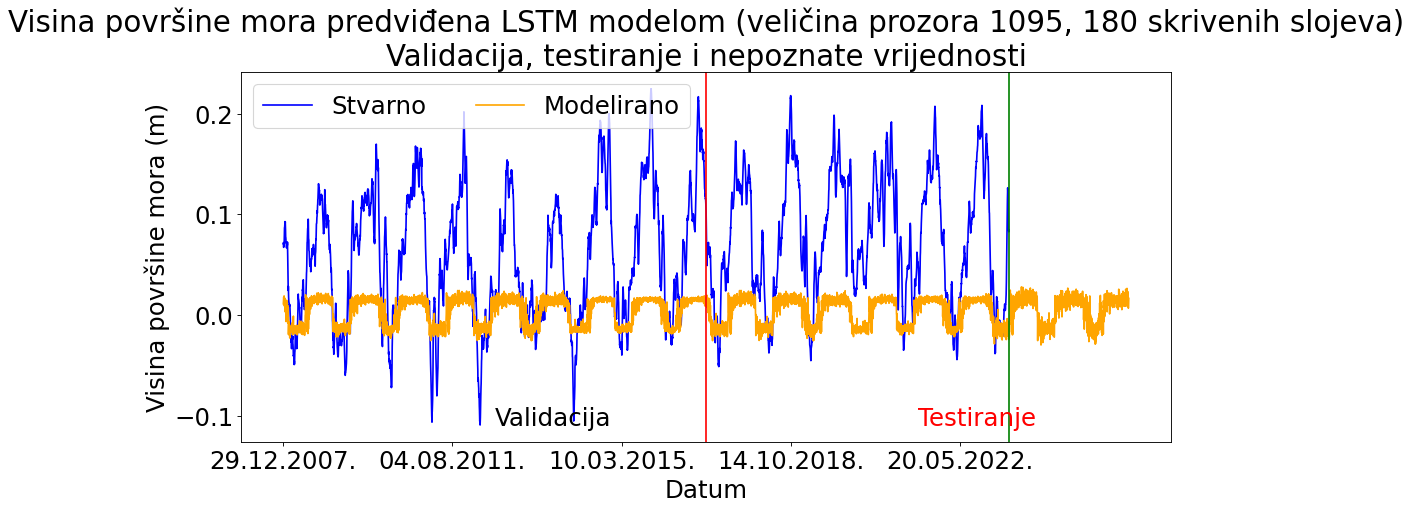 Visina površine mora predviđena LSTM modelom (veličina prozora 1095, 180 skrivenih slojeva)
Validacija, testiranje i nepoznate vrijednosti
Stvarno
Modelirano
Visina površine mora (m)
0.2
0.1
0.0
−0.1
Validacija
Testiranje
29.12.2007.
04.08.2011.
10.03.2015.
14.10.2018.
20.05.2022.
Datum